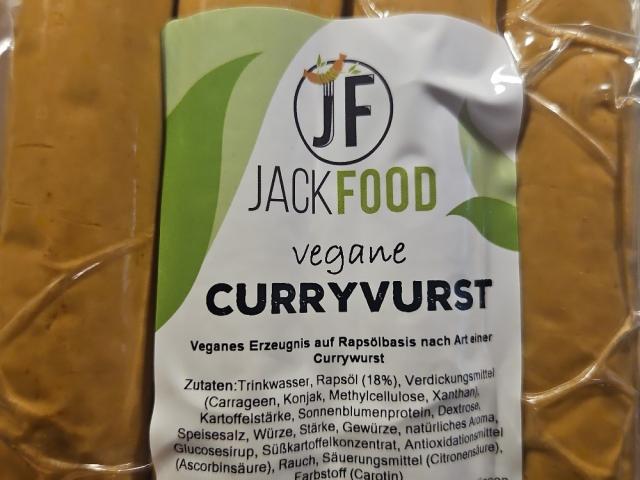 JF
JACKFOOD
vegane
CURRYVURST
Veganes Erzeugnis auf Rapsölbasis nach Art einer
Currywurst
Zutaten:Trinkwasser, Rapsöl (18%), Verdickungsmittel
(Carrageen, Konjak, Methylcellulose, Xanthan),
Kartoffelstärke, Sonnenblumenprotein, Dextrose,
Speisesalz, Würze, Stärke, Gewürze, natürliches Aroma,
Glucosesirup, Süßkartoffelkonzentrat, Antioxidationsmittel
(Ascorbinsäure), Rauch, Säuerungsmittel (Citronensäure),
Farbstoff (Carotin)